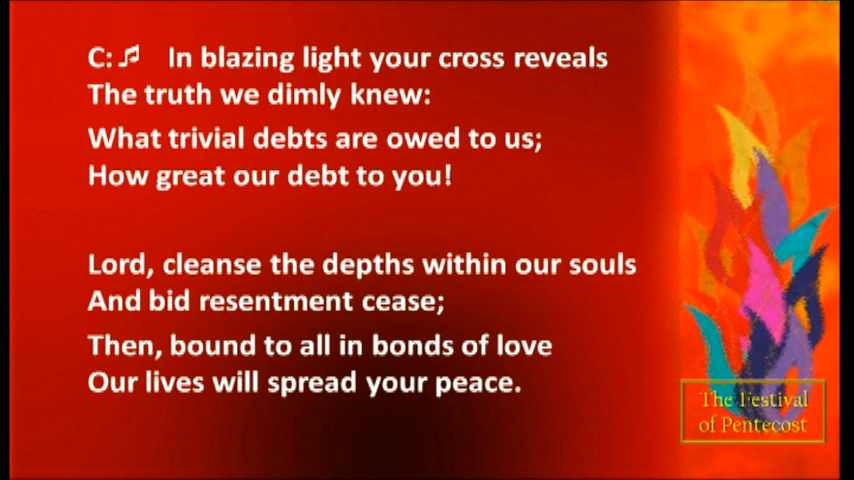 C:♫ In blazing light your cross reveals
The truth we dimly knew:
What trivial debts are owed to us;
How great our debt to you!
Lord, cleanse the depths within our souls
And bid resentment cease;
Then, bound to all in bonds of love
Our lives will spread your peace.
The Festival
of Pentecost